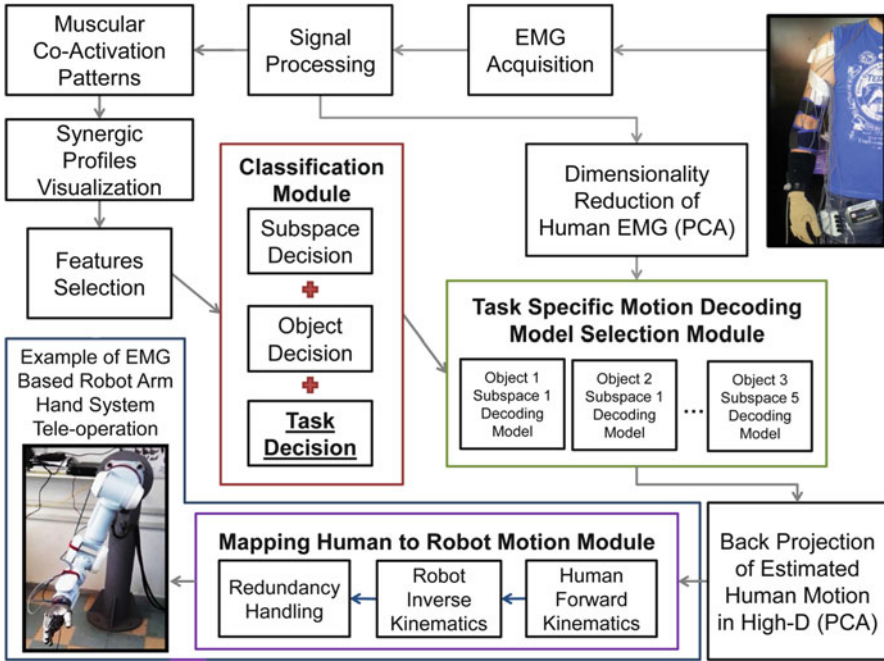 Muscular
Co-Activation
Patterns
Signal
Processing
EMG
Acquisition
Synergic
Profiles
Visualization
Features
Selection
Classification
Module
Subspace
Decision
Object
Decision
Task
Decision
Dimensionality
Reduction of
Human EMG (PCA)
Task Specific Motion Decoding
Model Selection Module
Object 1
Subspace 1
Decoding
Model
Object 2
Subspace 1
Decoding
Model
...
Object 3
Subspace 5
Decoding
Model
Example of EMG
Based Robot Arm
Hand System
Tele-operation
Mapping Human to Robot Motion Module
Redundancy
Handling
Robot
Inverse
Kinematics
Human
Forward
Kinematics
Back Projection
of Estimated
Human Motion
in High-D (PCA)